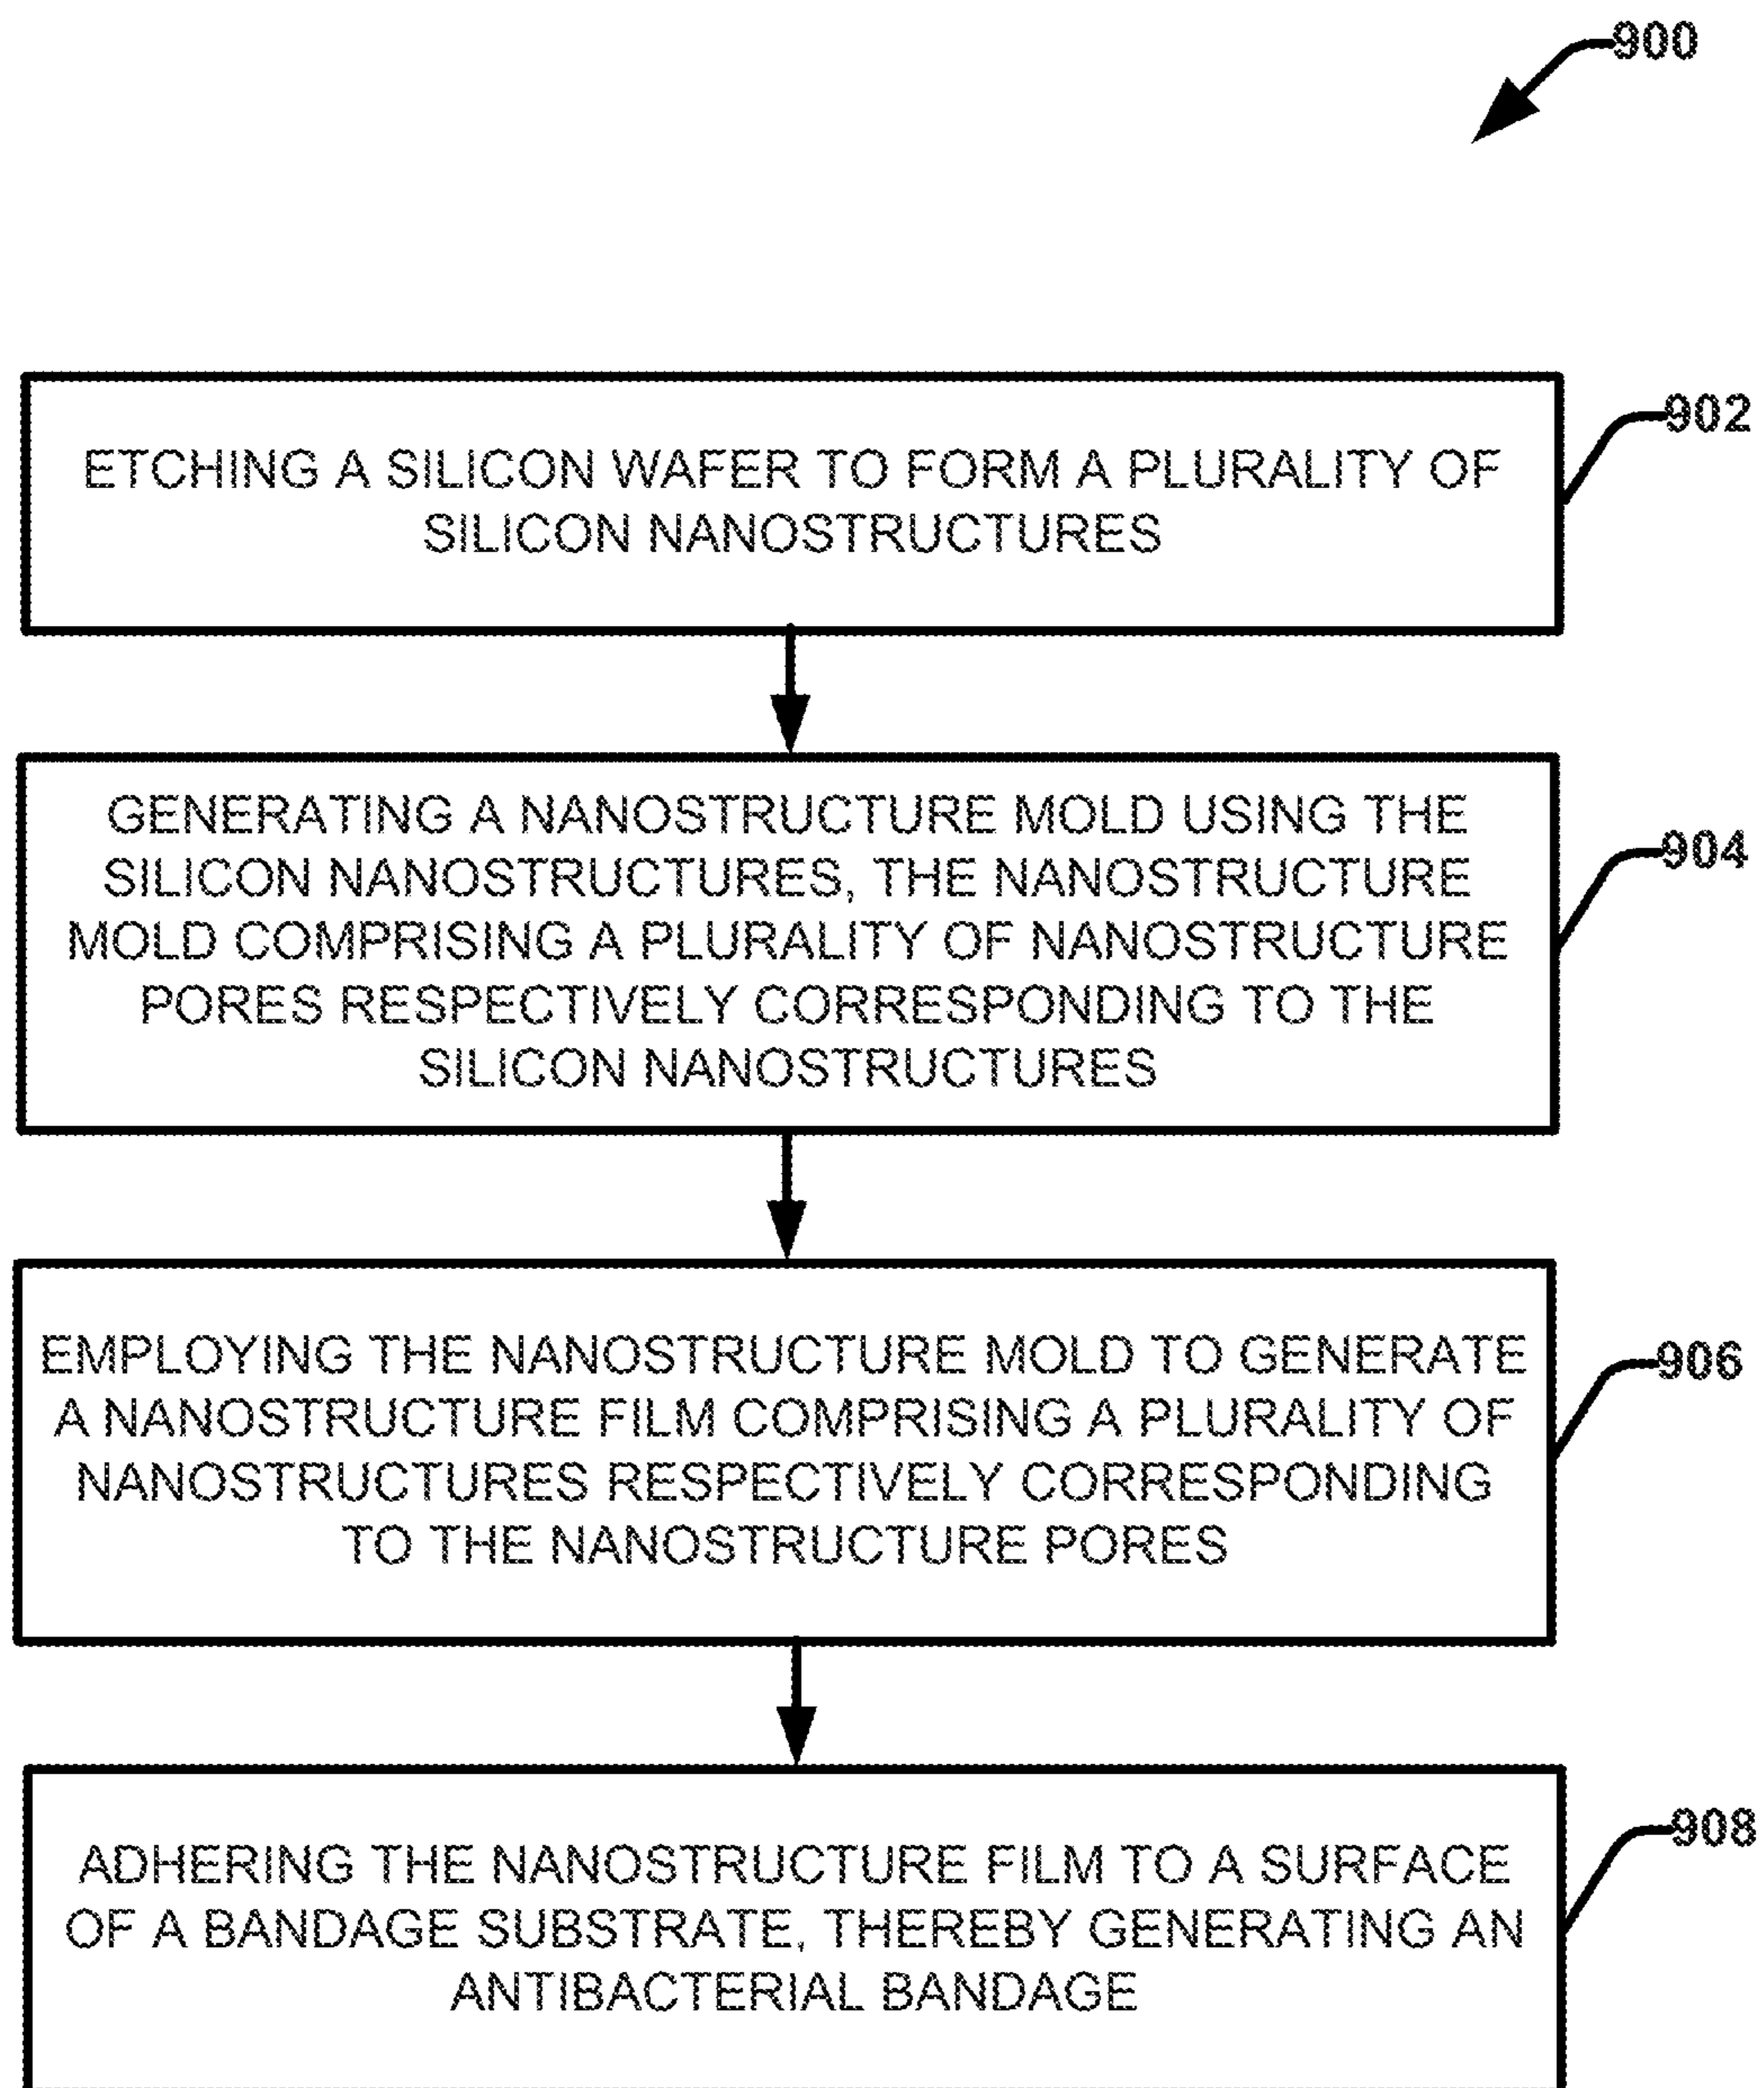 900
902
ETCHING A SILICON WAFER TO FORM A PLURALITY OF
SILICON NANOSTRUCTURES
904
GENERATING A NANOSTRUCTURE MOLD USING THE
SILICON NANOSTRUCTURES, THE NANOSTRUCTURE
MOLD COMPRISING A PLURALITY OF NANOSTRUCTURE
PORES RESPECTIVELY CORRESPONDING TO THE
SILICON NANOSTRUCTURES
906
EMPLOYING THE NANOSTRUCTURE MOLD TO GENERATE
A NANOSTRUCTURE FILM COMPRISING A PLURALITY OF
NANOSTRUCTURES RESPECTIVELY CORRESPONDING
TO THE NANOSTRUCTURE PORES
908
ADHERING THE NANOSTRUCTURE FILM TO A SURFACE
OF A BANDAGE SUBSTRATE, THEREBY GENERATING AN
ANTIBACTERIAL BANDAGE